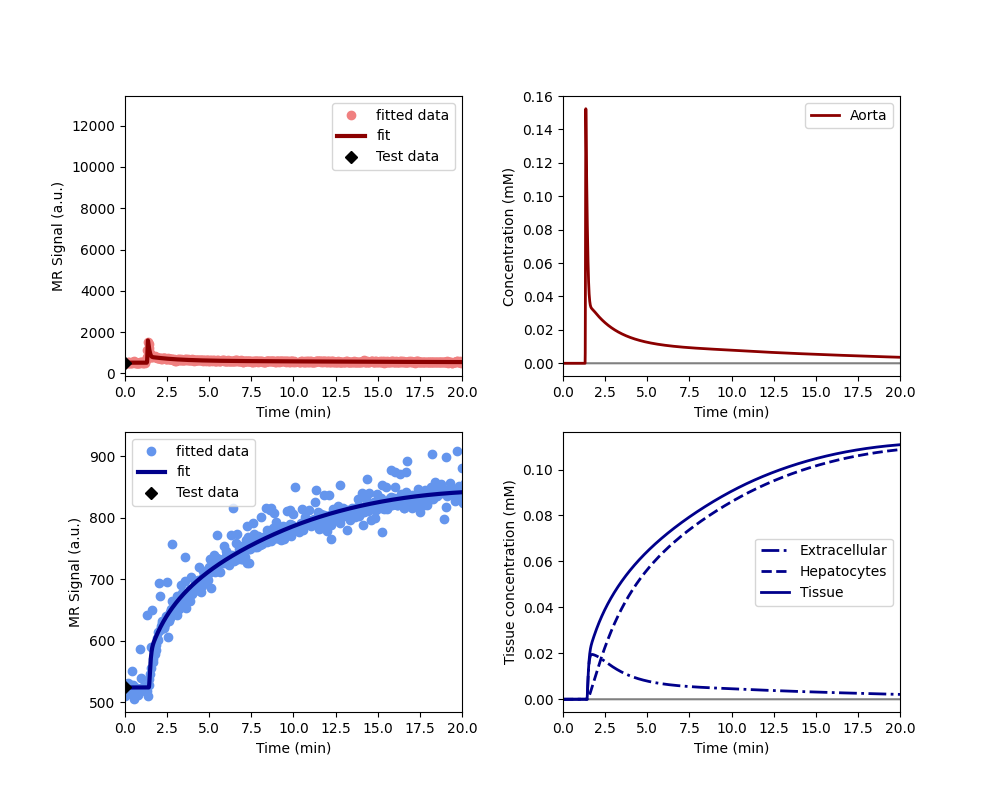 MR Signal (a.u.)
12000
10000
8000
6000
4000
2000
0
fitted data
fit
Test data
0.0 2.5 5.0 7.5 10.0 12.5 15.0 17.5 20.0
Time (min)
Concentration (mM)
0.16
0.14
0.12
0.10
0.08
0.06
0.04
0.02
0.00
Aorta
0.0 2.5 5.0 7.5 10.0 12.5 15.0 17.5 20.0
Time (min)
MR Signal (a.u.)
900
800
700
600
500
fitted data
fit
Test data
0.0 2.5 5.0 7.5 10.0 12.5 15.0 17.5 20.0
Time (min)
Tissue concentration (mM)
0.10
0.08
0.06
0.04
0.02
0.00
Extracellular
Hepatocytes
Tissue
0.0 2.5 5.0 7.5 10.0 12.5 15.0 17.5 20.0
Time (min)